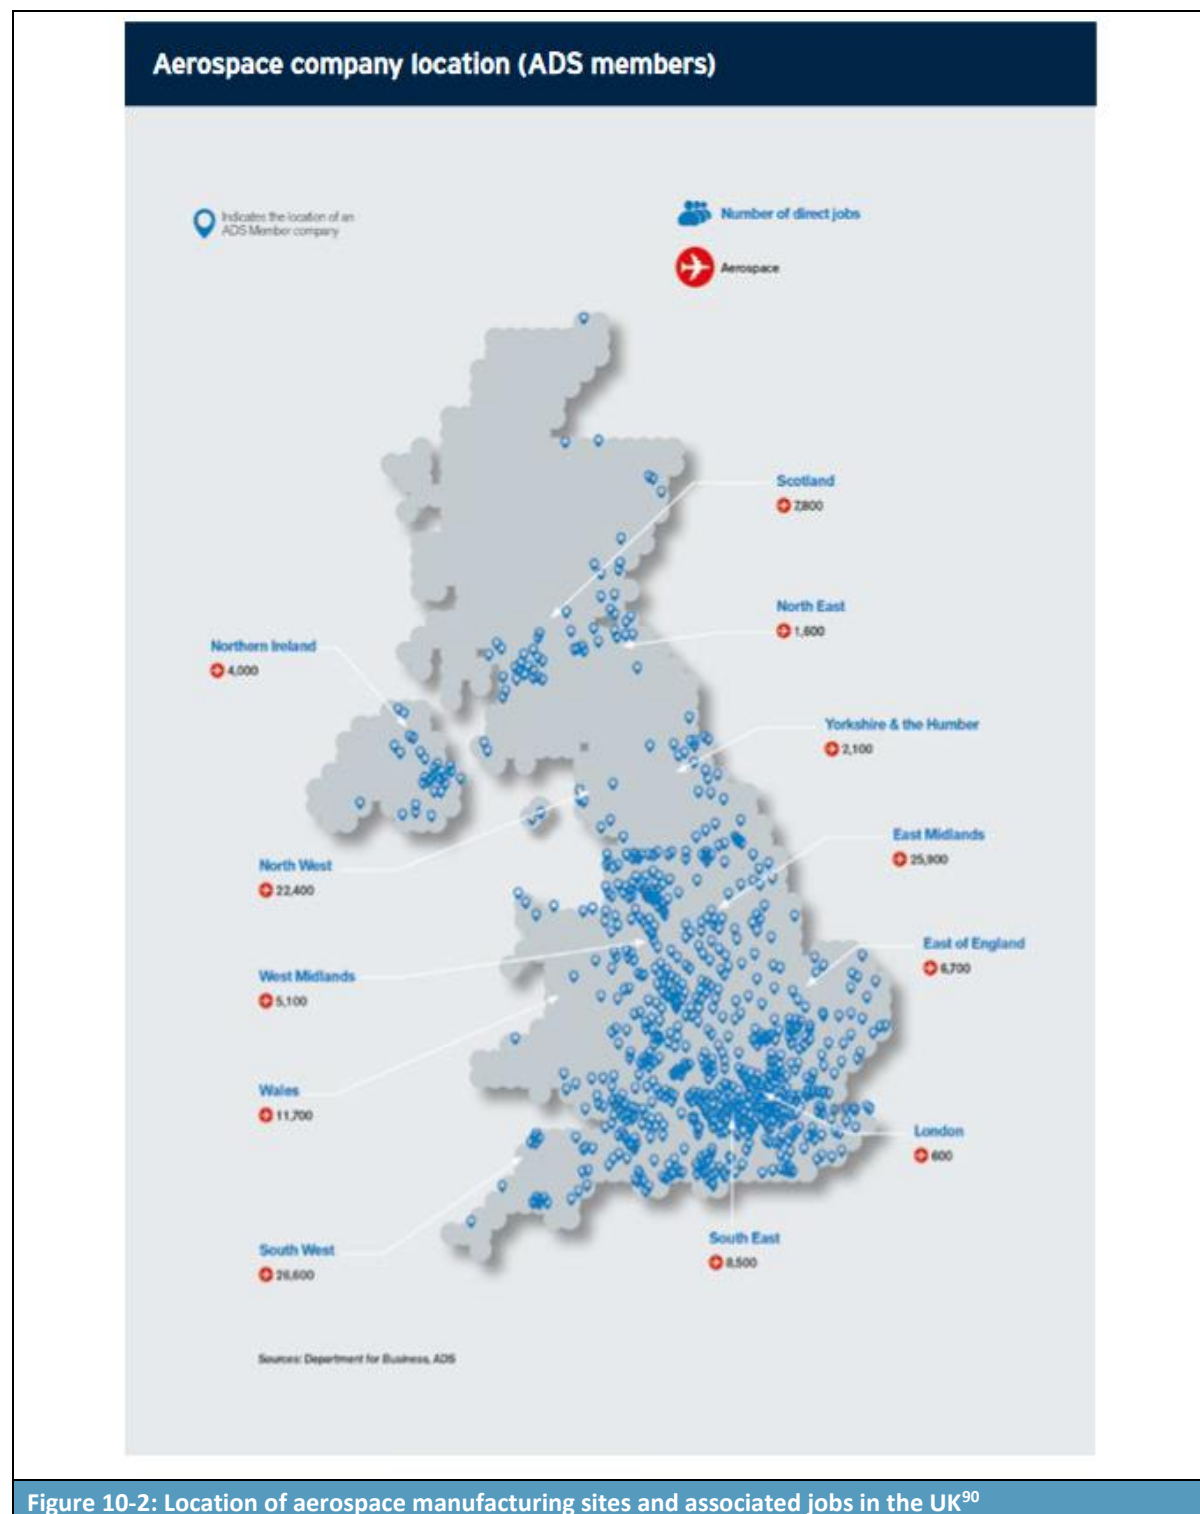 Aerospace company location (ADS members)
Indicates the location of an
ADS Member company
Number of direct jobs
Aerospace
Scotland
7,800
North East
1,600
Northern Ireland
4,000
Yorkshire & the Humber
2,100
East Midlands
25,900
North West
22,400
East of England
6,700
West Midlands
5,100
Wales
11,700
London
600
South East
8,500
South West
26,600
Sources: Department for Business, ADS
Figure 10-2: Location of aerospace manufacturing sites and associated jobs in the UK90